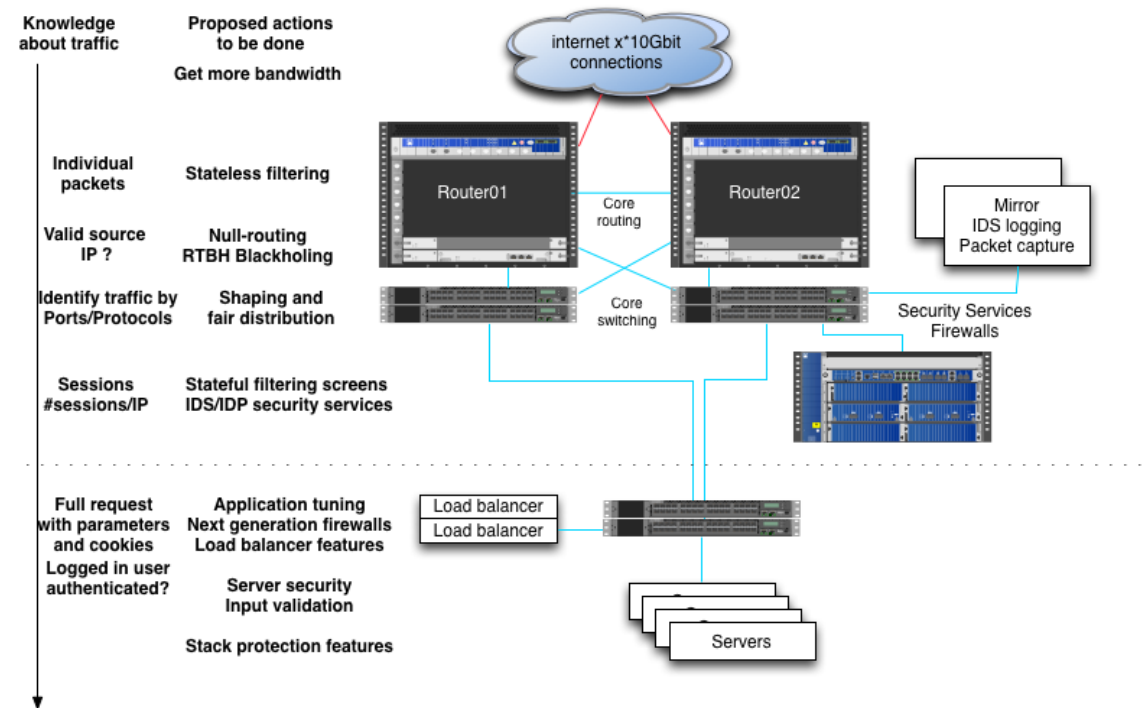 Knowledge
about traffic
Proposed actions
to be done
Get more bandwidth
internet x*10Gbit
connections
Individual
packets
Stateless filtering
Router01
Router02
Core
routing
Mirror
IDS logging
Packet capture
Valid source
IP ?
Null-routing
RTBH Blackholing
Identify traffic by
Ports/Protocols
Shaping and
fair distribution
Core
switching
Security Services
Firewalls
Sessions
#sessions/IP
Stateful filtering screens
IDS/IDP security services
Full request
with parameters
and cookies
Logged in user
authenticated?
Application tuning
Next generation firewalls
Load balancer features
Load balancer
Load balancer
Server security
Input validation
Stack protection features
Servers